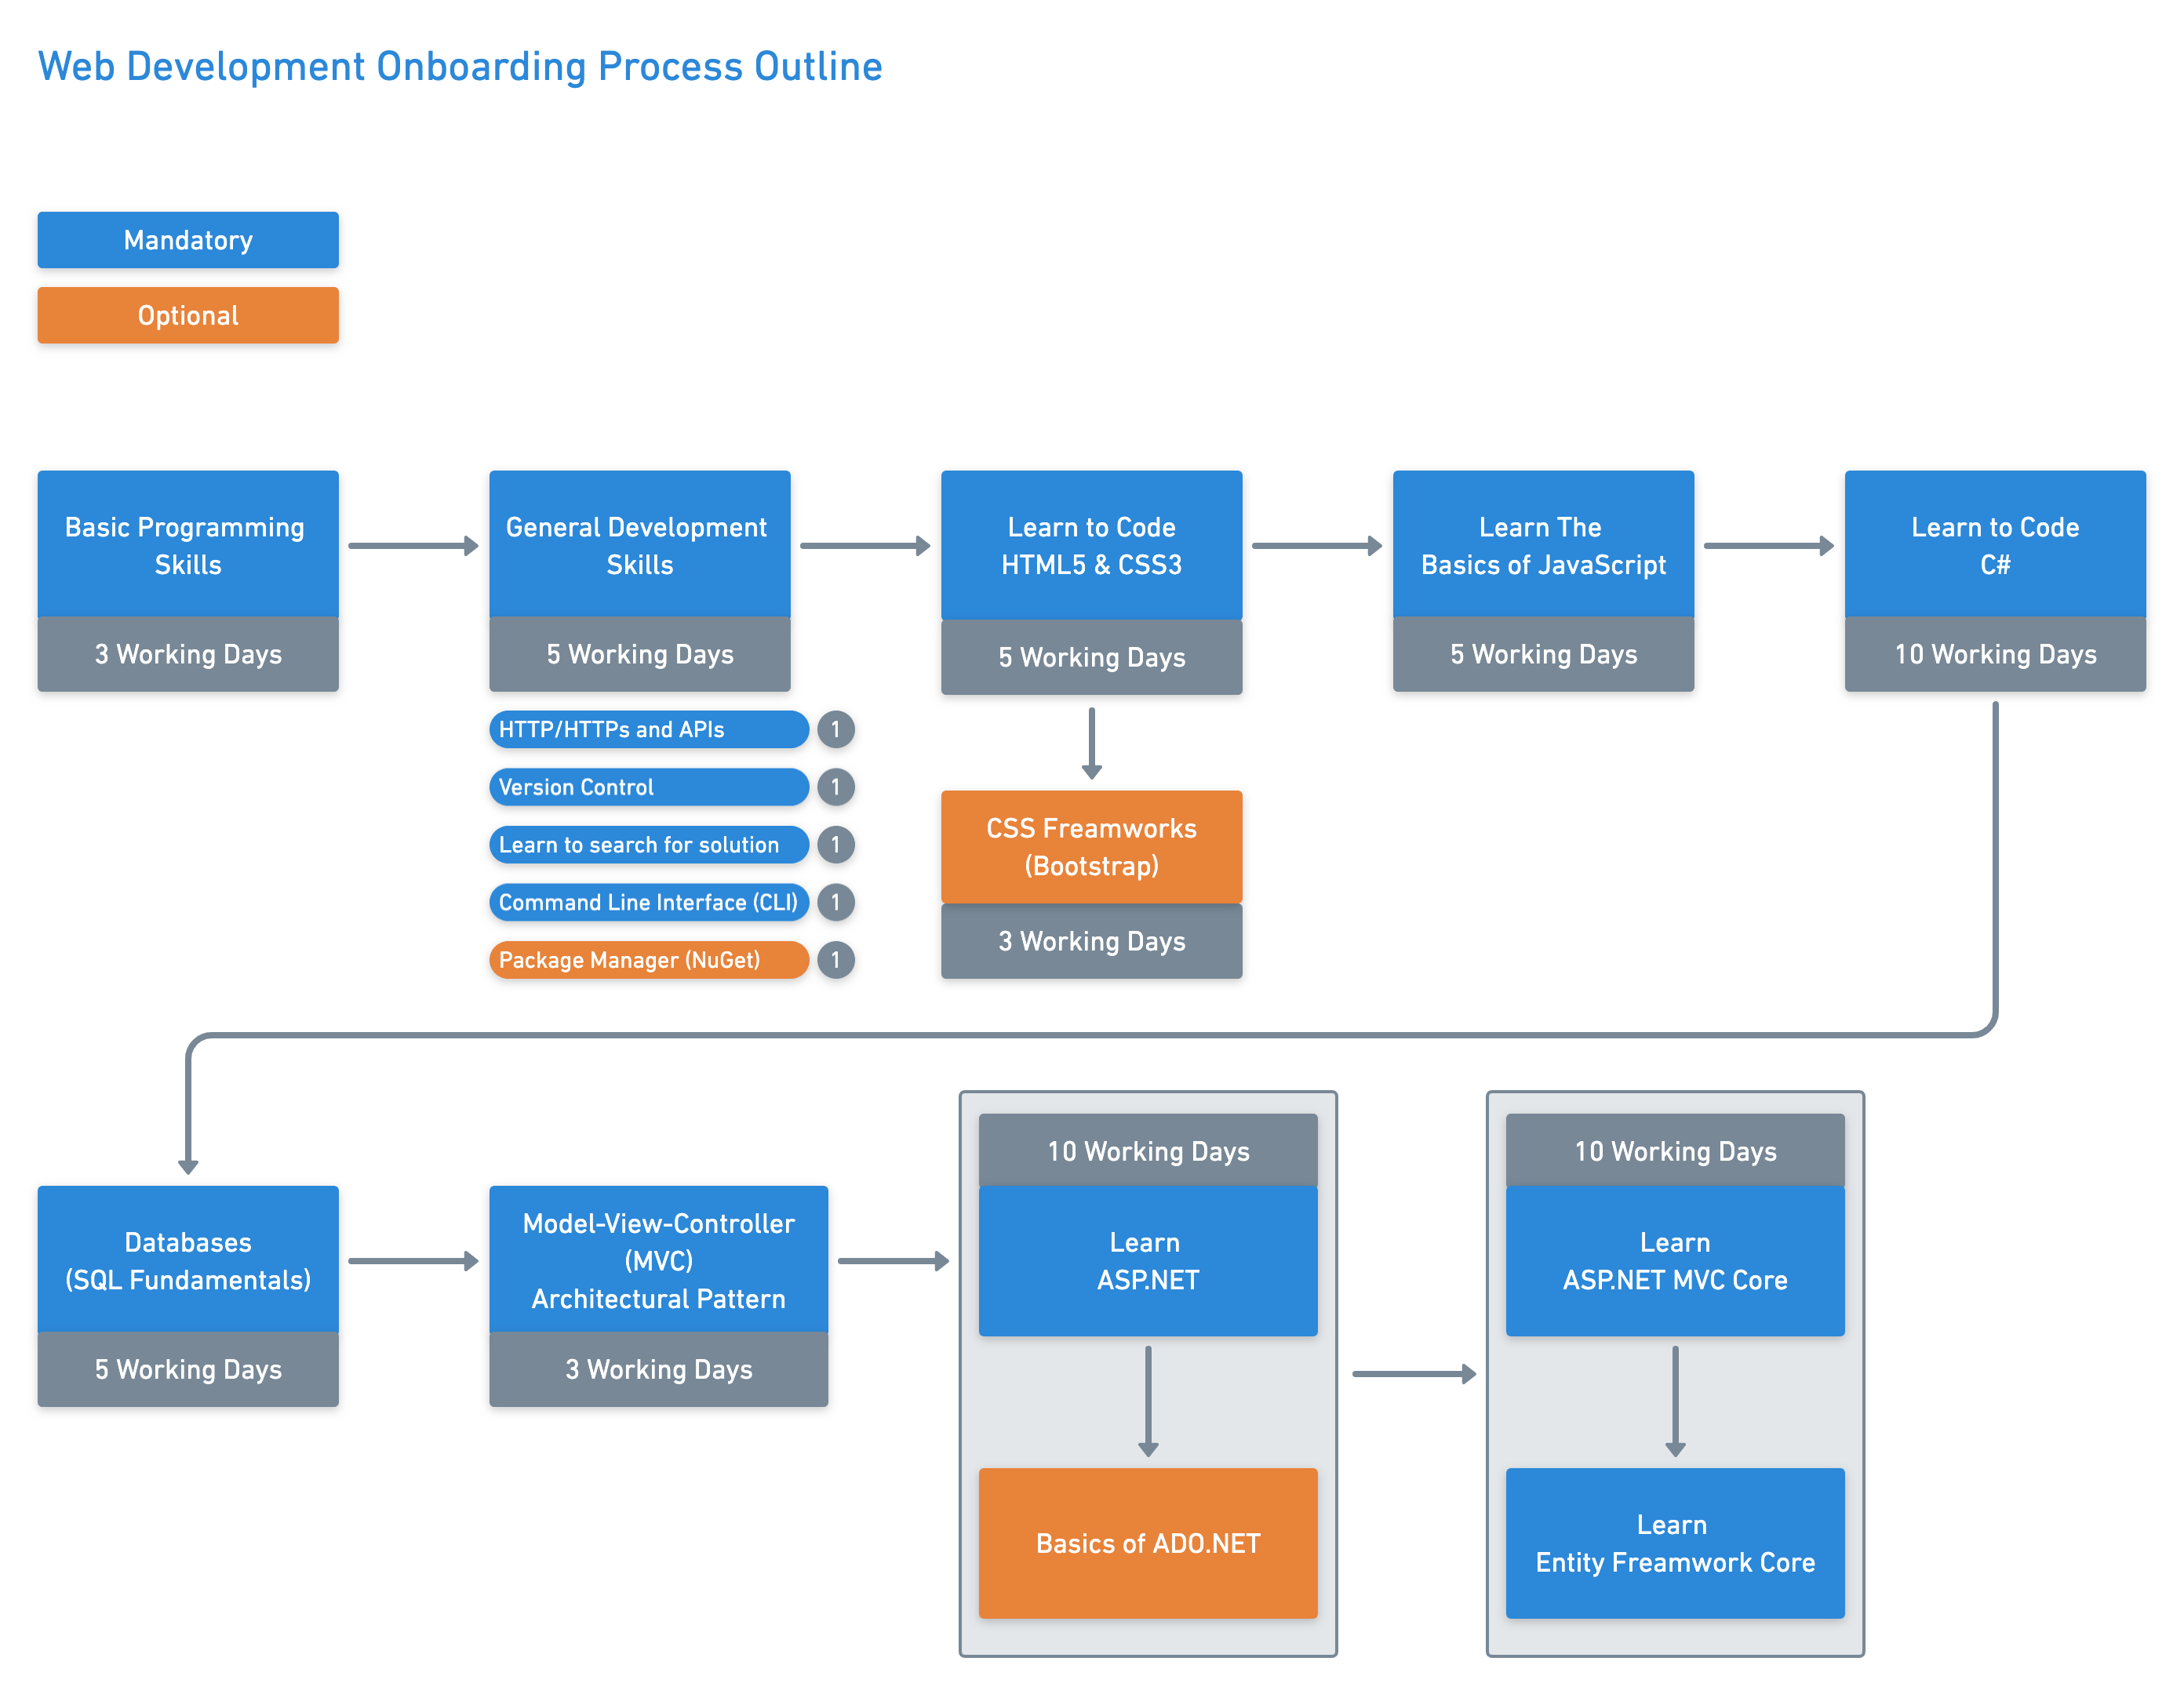 Web Development Onboarding Process Outline
Mandatory
Optional
Basic Programming
Skills
3 Working Days
General Development
Skills
5 Working Days
HTTP/HTTPs and APIs 1
Version Control 1
Learn to search for solution 1
Command Line Interface (CLI) 1
Package Manager (NuGet) 1
Learn to Code
HTML5 & CSS3
5 Working Days
CSS Freamworks
(Bootstrap)
3 Working Days
Learn The
Basics of JavaScript
5 Working Days
Learn to Code
C#
10 Working Days
Databases
(SQL Fundamentals)
5 Working Days
Model-View-Controller
(MVC)
Architectural Pattern
3 Working Days
10 Working Days
Learn
ASP.NET
Basics of ADO.NET
10 Working Days
Learn
ASP.NET MVC Core
Learn
Entity Freamwork Core